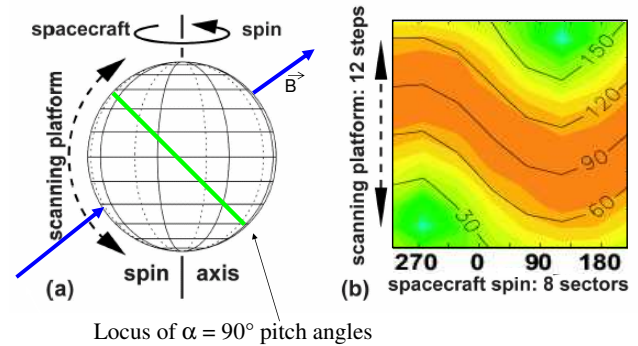 (a)
spacecraft spin
scanning platform
B
spin axis
Locus of α = 90° pitch angles
(b)
scanning platform: 12 steps
150
120
90
60
30
270 0 90 180
spacecraft spin: 8 sectors